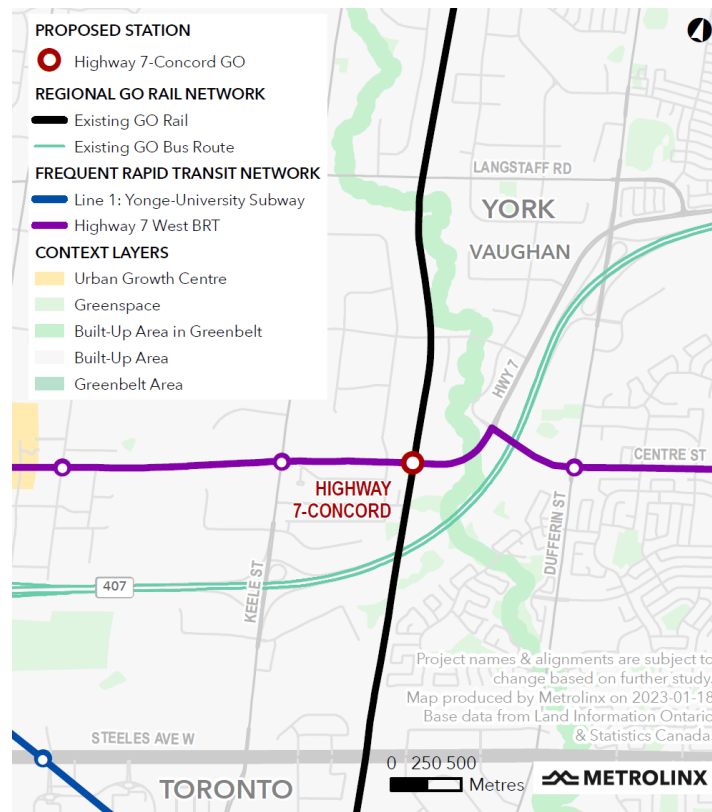 PROPOSED STATION
Highway 7-Concord GO
REGIONAL GO RAIL NETWORK
Existing GO Rail
Existing GO Bus Route
FREQUENT RAPID TRANSIT NETWORK
Line 1: Yonge-University Subway
Highway 7 West BRT
CONTEXT LAYERS
Urban Growth Centre
Greenspace
Built-Up Area in Greenbelt
Built-Up Area
Greenbelt Area
LANGSTAFF RD
YORK
VAUGHAN
HWY 7
CENTRE ST
HIGHWAY
7-CONCORD
DUFFERIN ST
KEELE ST
407
Project names & alignments are subject to
change based on further study.
Map produced by Metrolinx on 2023-01-18
Base data from Land Information Ontario
& Statistics Canada.
STEELES AVE W
TORONTO
0 250 500
Metres
METROLINX